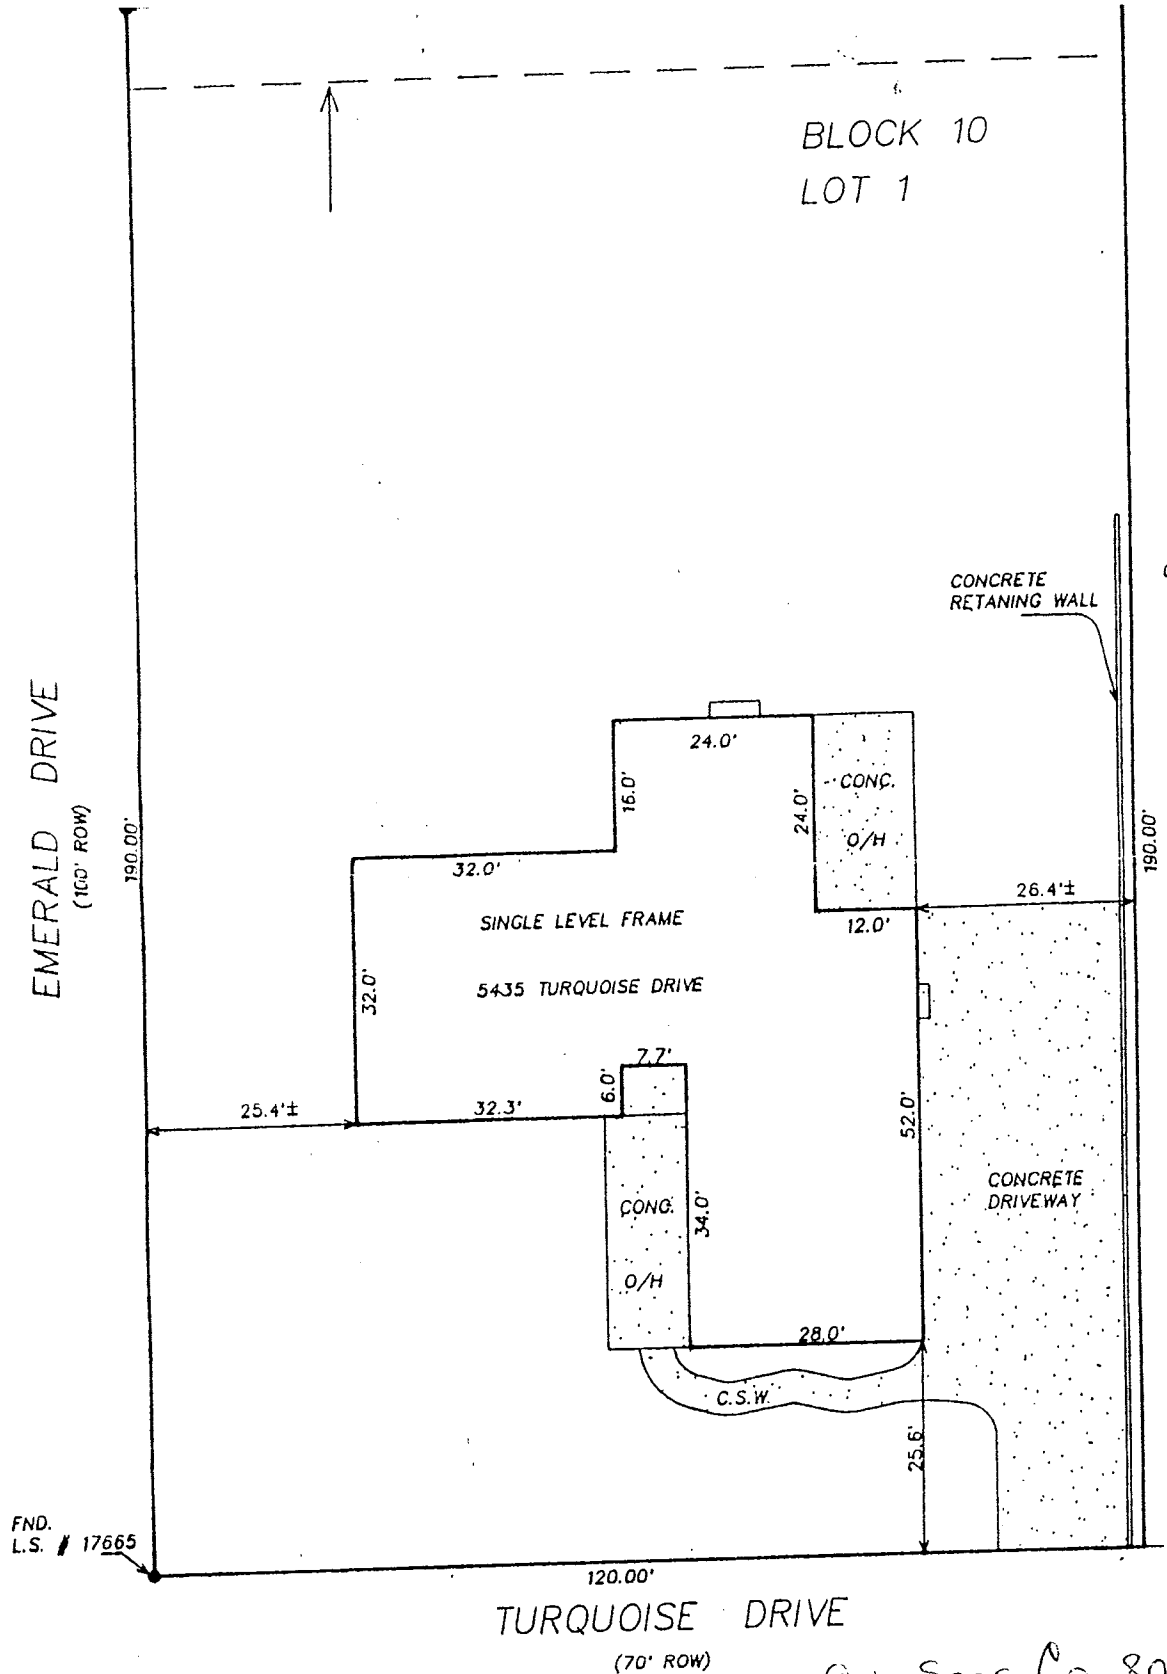 BLOCK 10
LOT 1
CONCRETE
RETANING WALL
EMERALD DRIVE
(100' ROW)
190.00'
24.0'
16.0'
24.0'
CONC.
O/H
32.0'
12.0'
26.4'±
190.00'
SINGLE LEVEL FRAME
5435 TURQUOISE DRIVE
32.0'
7.7'
6.0'
25.4'±
32.3'
52.0'
CONC.
O/H
34.0'
CONCRETE
DRIVEWAY
28.0'
C.S.W.
25.6'
FND.
L.S. # 17665
120.00'
TURQUOISE DRIVE
(70' ROW)